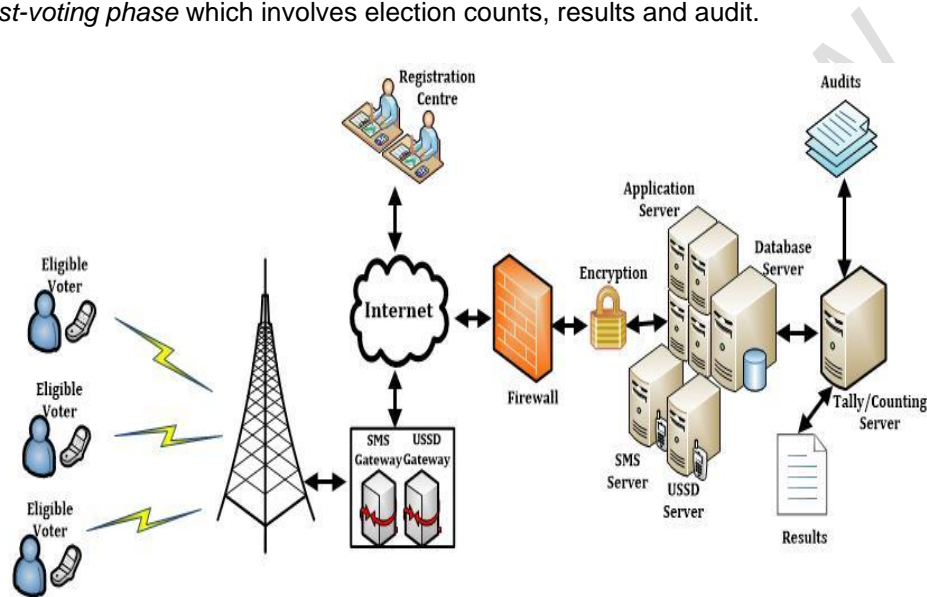 st-voting phase which involves election counts, results and audit.
Registration
Centre
Audits
Application
Server
Database
Server
Eligible
Voter
Encryption
Internet
Eligible
Voter
Firewall
Tally/Counting
Server
SMS USSD
Gateway Gateway
SMS
Server
USSD
Server
Eligible
Voter
Results